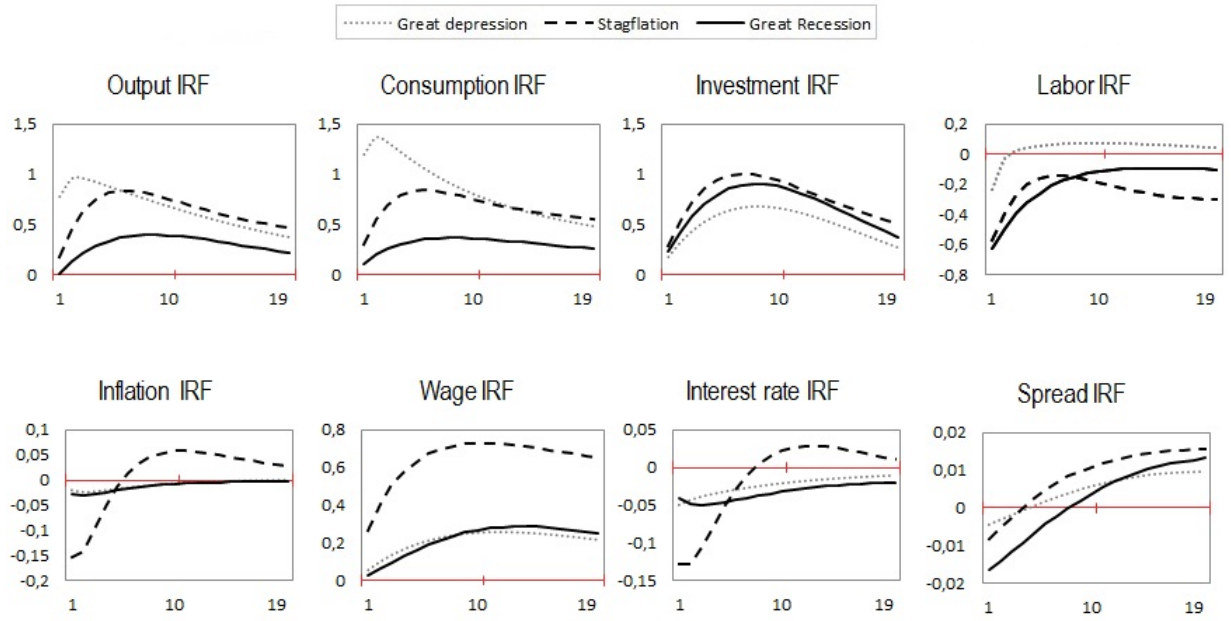 Great depression Stagflation Great Recession
Output IRF Consumption IRF Investment IRF Labor IRF
1,5 1,5 1,5 0,2
1 1 1 0
-0,2
0,5 0,5 0,5 -0,4
-0,6
0 0 0 -0,8
1 10 19 1 10 19 1 10 19 1 10 19
Inflation IRF Wage IRF Interest rate IRF Spread IRF
0,1 0,8 0,05 0,02
0,05 0,6 0 0,01
0
-0,05 0,4 -0,05 0
-0,1 0,2 -0,1 -0,01
-0,15
-0,2 0 -0,15 -0,02
1 10 19 1 10 19 1 10 19 1 10 19